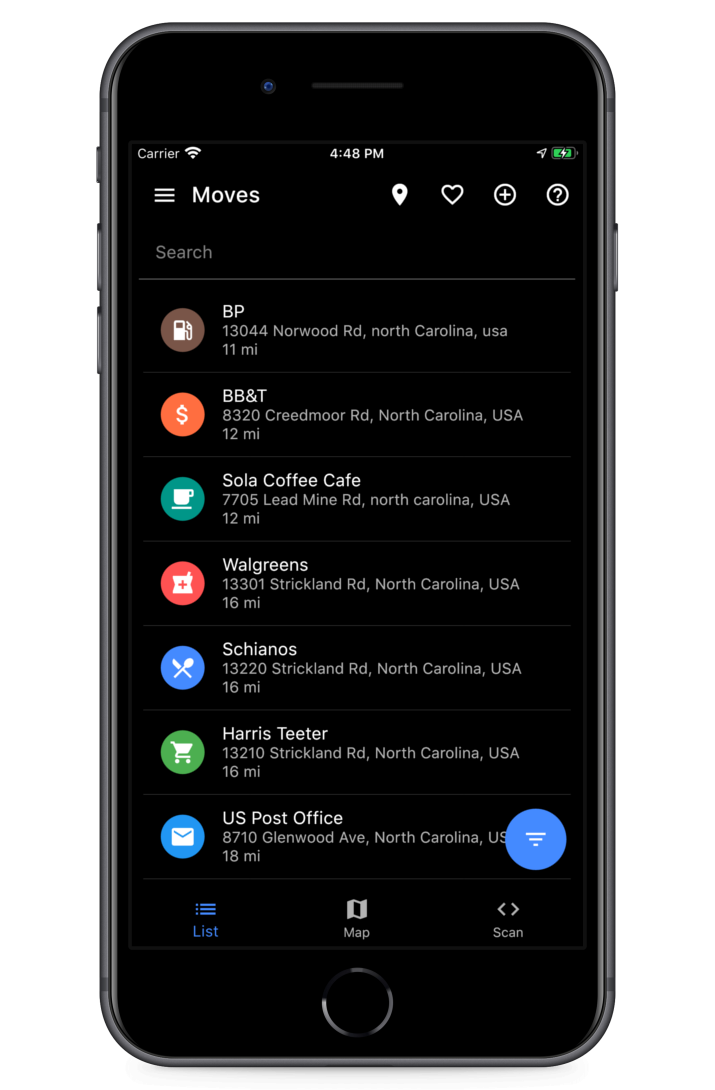 Carrier 4:48 PM
Moves
Search
BP
13044 Norwood Rd, north Carolina, usa
11 mi
BB&T
8320 Creedmoor Rd, North Carolina, USA
12 mi
Sola Coffee Cafe
7705 Lead Mine Rd, north carolina, USA
12 mi
Walgreens
13301 Strickland Rd, North Carolina, USA
16 mi
Schianos
13220 Strickland Rd, North Carolina, USA
16 mi
Harris Teeter
13210 Strickland Rd, North Carolina, USA
16 mi
US Post Office
8710 Glenwood Ave, North Carolina,
18 mi
List Map Scan